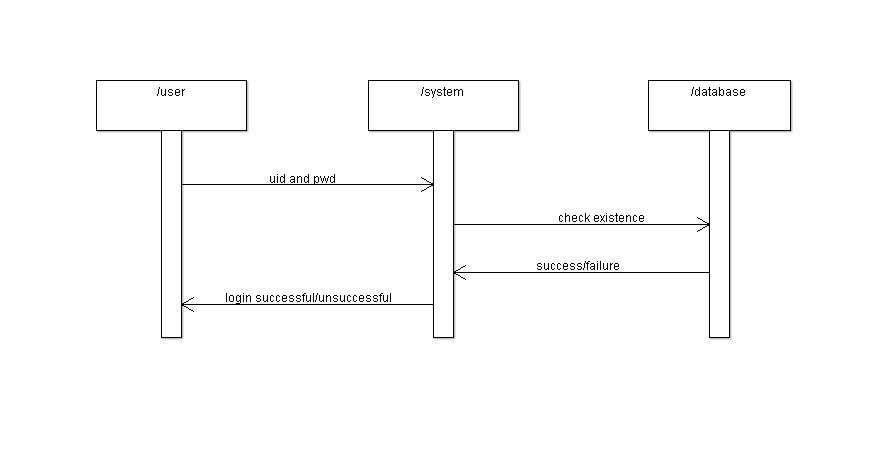 /user
/system
/database
uid and pwd
check existence
success/failure
login successful/unsuccessful